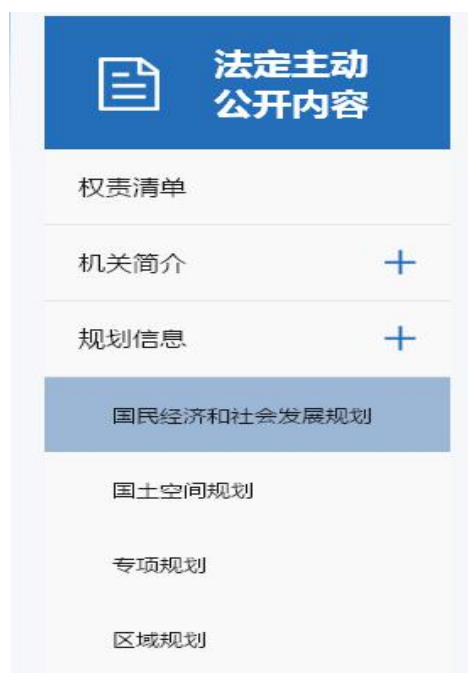 法定主动
公开内容
权责清单
机关简介
规划信息
国民经济和社会发展规划
国土空间规划
专项规划
区域规划